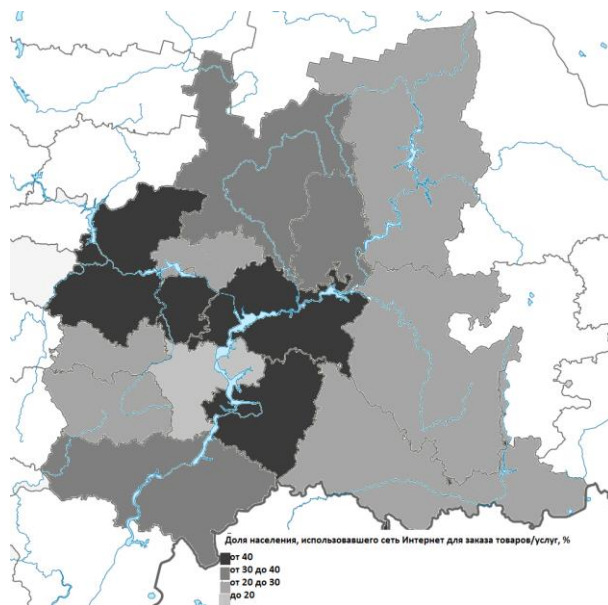 Доля населения, использовавшего сеть Интернет для заказа товаров/услуг, %
от 40
от 30 до 40
от 20 до 30
до 20